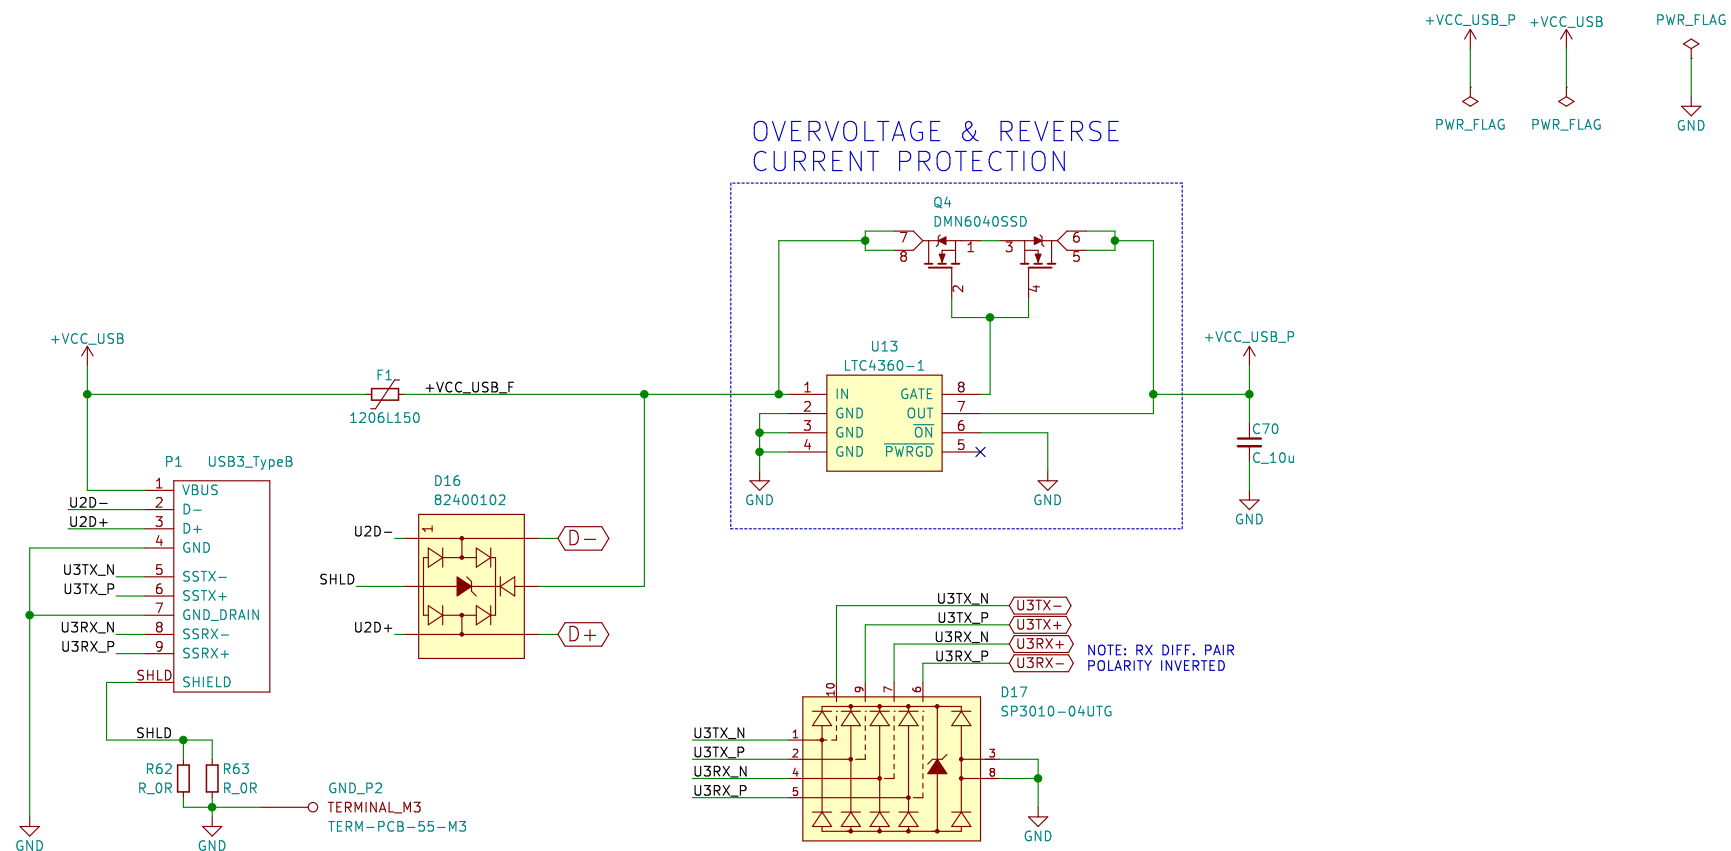 +VCC_USB_P
+VCC_USB
PWR_FLAG
PWR_FLAG
PWR_FLAG
GND
OVERVOLTAGE & REVERSE
CURRENT PROTECTION
Q4
DMN6040SSD
7
8
1
3
6
5
2
4
U13
LTC4360-1
1
IN
2
GND
3
GND
4
GND
GATE
8
OUT
7
ON
6
PWRGD
5
GND
GND
+VCC_USB_P
C70
C_10u
GND
+VCC_USB
F1
1206L150
+VCC_USB_F
P1
USB3_TypeB
1
VBUS
U2D-
2
D-
U2D+
3
D+
4
GND
U3TX_N
5
SSTX-
U3TX_P
6
SSTX+
7
GND_DRAIN
U3RX_N
8
SSRX-
U3RX_P
9
SSRX+
SHLD
SHIELD
SHLD
R62
R_0R
R63
R_0R
GND_P2
TERMINAL_M3
TERM-PCB-55-M3
GND
GND
D16
82400102
1
U2D-
D-
SHLD
U2D+
D+
U3TX_N
U3TX-
U3TX_P
U3TX+
U3RX_N
U3RX+
U3RX_P
U3RX-
NOTE: RX DIFF. PAIR
POLARITY INVERTED
10
9
7
6
D17
SP3010-04UTG
U3TX_N
1
U3TX_P
2
U3RX_N
4
U3RX_P
5
3
8
GND